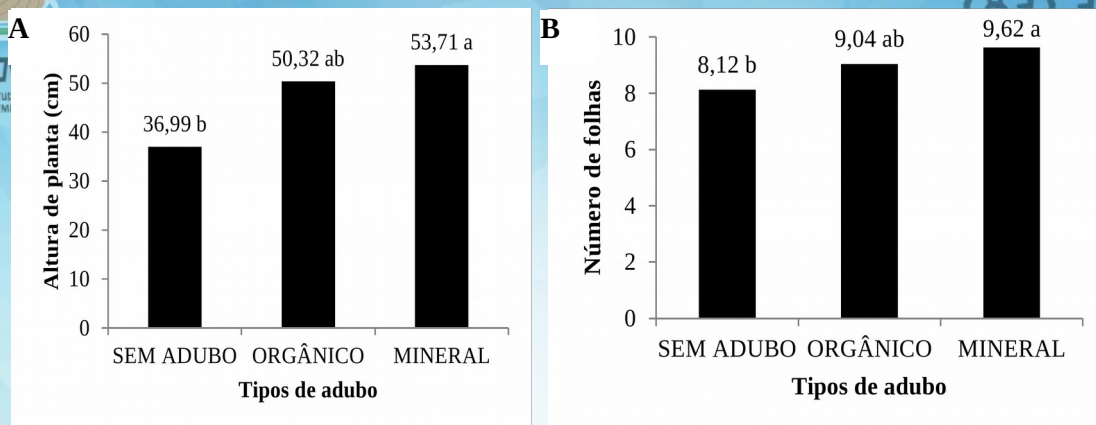 A
60
50
40
30
20
10
0
Altura de planta (cm)
36,99 b
50,32 ab
53,71 a
SEM ADUBO ORGÂNICO MINERAL
Tipos de adubo
B
10
8
6
4
2
0
Número de folhas
8,12 b
9,04 ab
9,62 a
SEM ADUBO ORGÂNICO MINERAL
Tipos de adubo